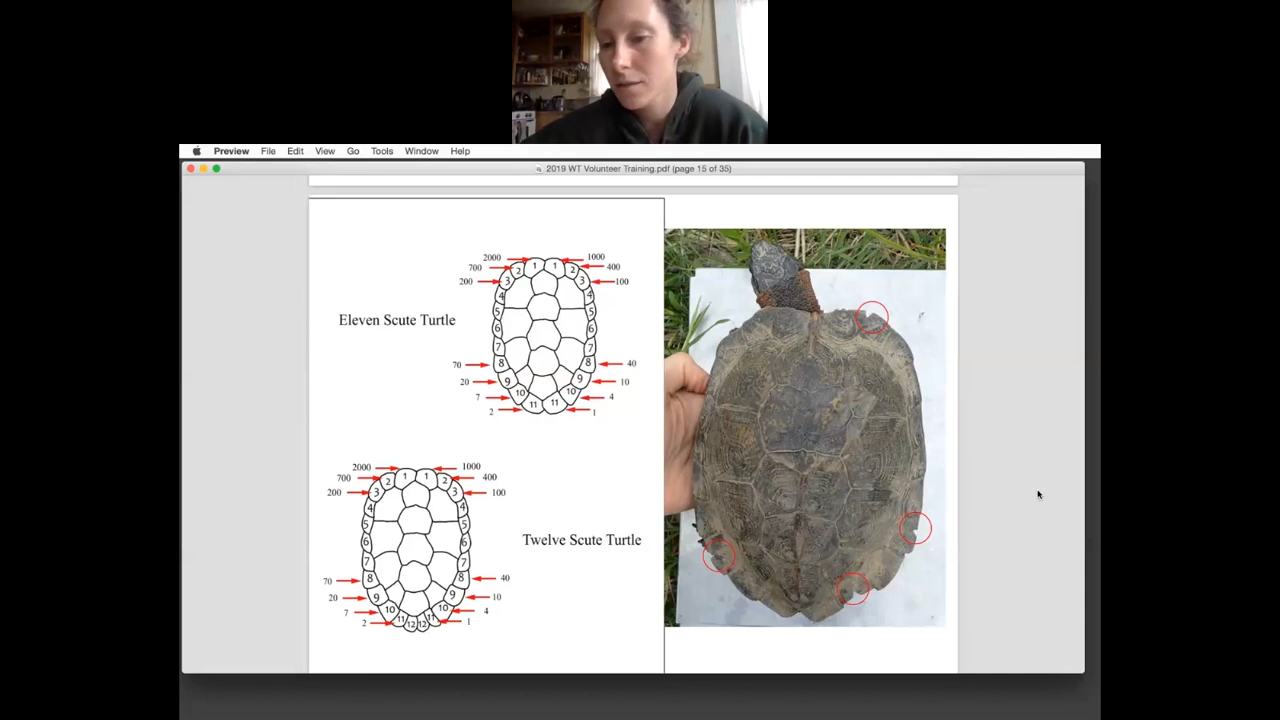 Preview File Edit View Go Tools Window Help
2019 WT Volunteer Training.pdf (page 15 of 35)
2000 1 1 1000
700 2 2 400
200 3 3 100
4 4
5 5
Eleven Scute Turtle
6 6
7 7
70 8 8 40
20 9 9 10
7 10 10 4
2 11 11 1
2000 1 1 1000
700 2 2 400
200 3 3 100
4 4
5 5
6 6
Twelve Scute Turtle
7 7
70 8 8 40
20 9 9 10
7 10 10 4
2 11 12 12 11 1